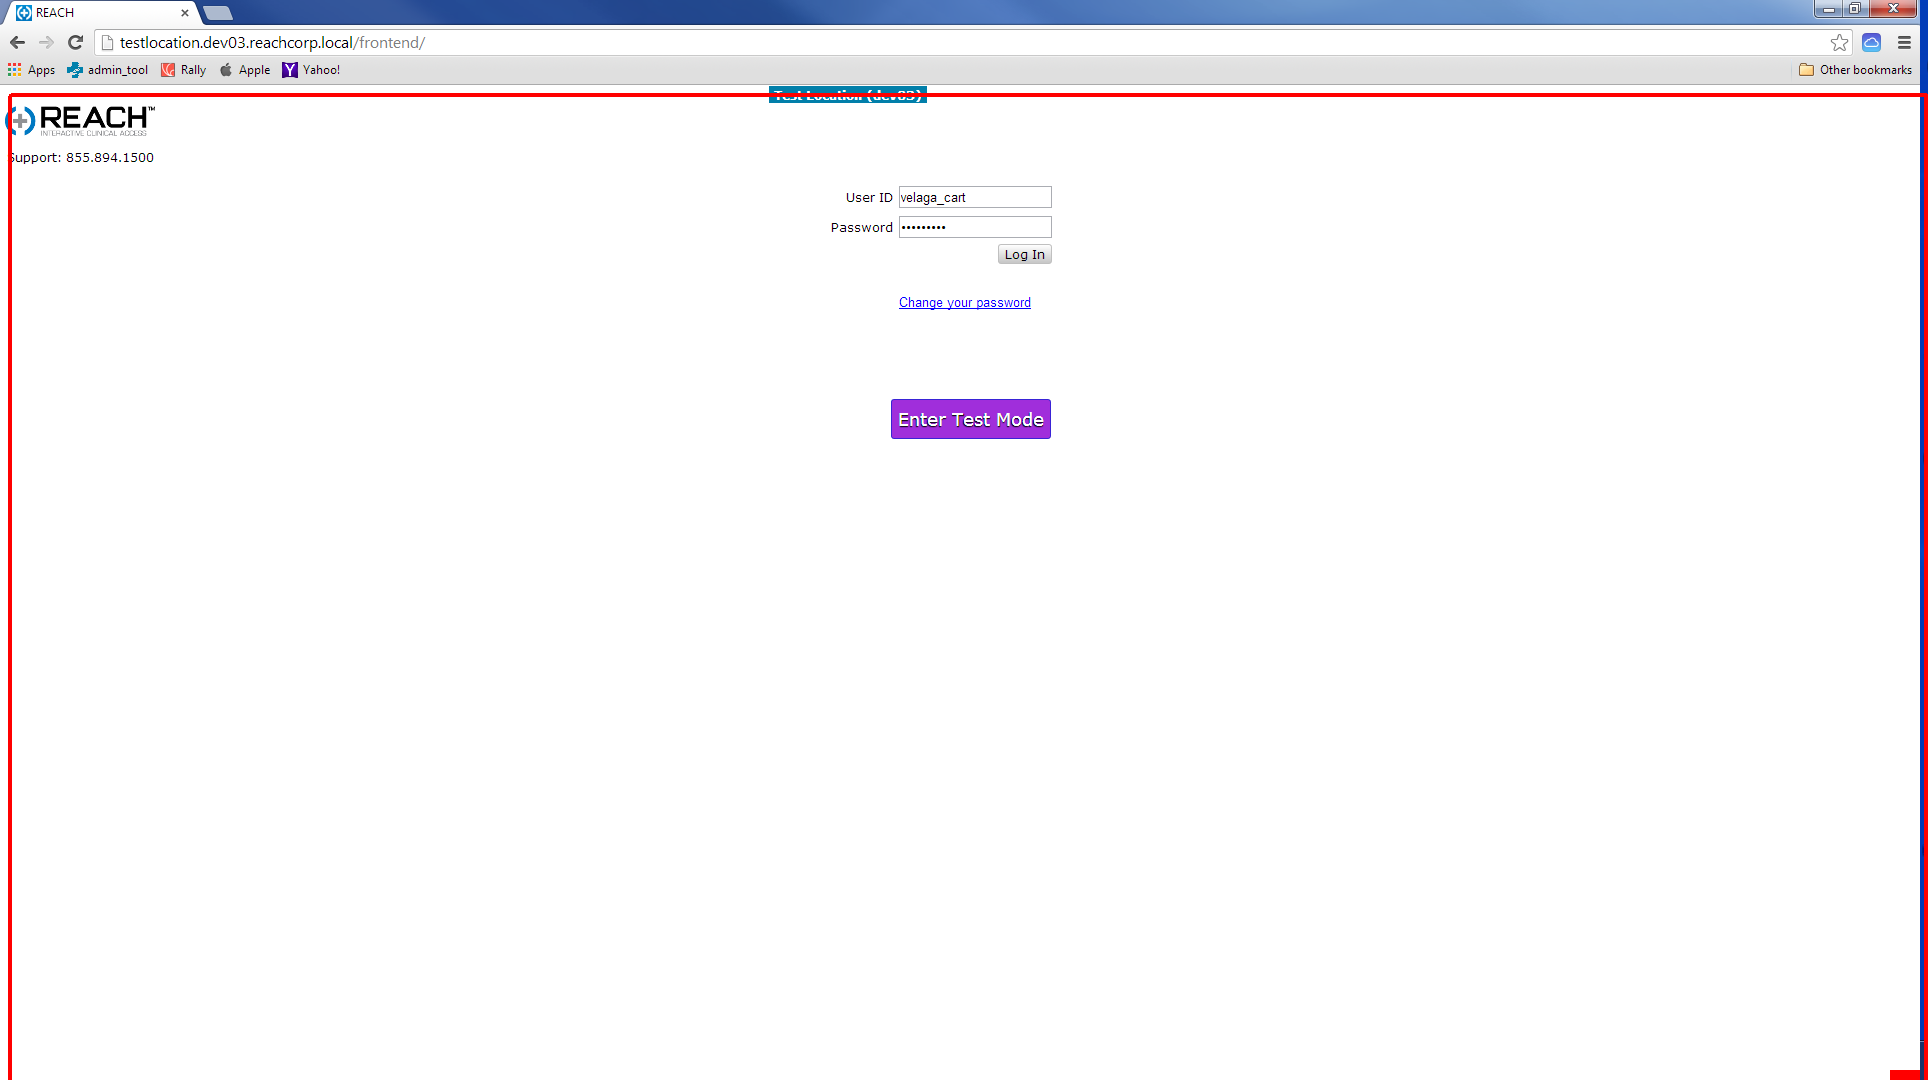 REACH
testlocation.dev03.reachcorp.local/frontend/
Apps admin_tool Rally Apple Yahoo! Other bookmarks
Test Location (dev03)
REACH™
INTERACTIVE CLINICAL ACCESS
Support: 855.894.1500
User ID velaga_cart
Password •••••••••
Log In
Change your password
Enter Test Mode